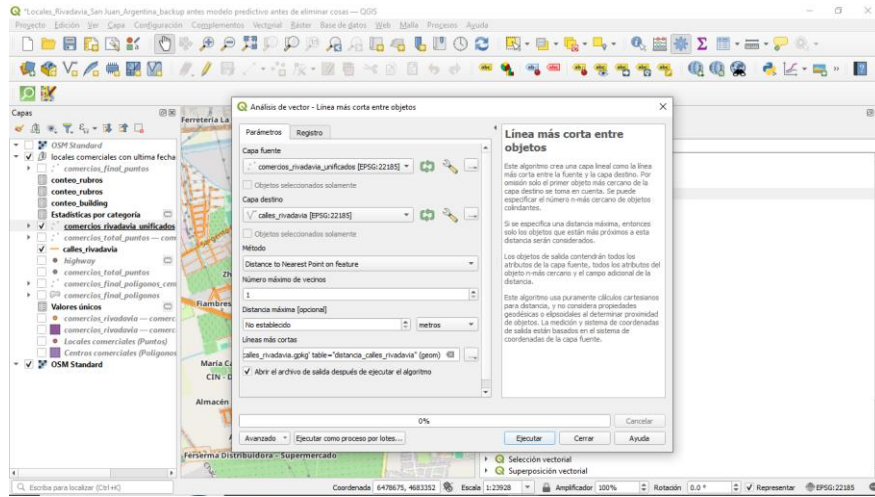 *Locales_Rivadavia_San Juan_Argentina_backup antes modelo predictivo antes de eliminar cosas — QGIS
Proyecto Edición Ver Capa Configuración Complementos Vectorial Ráster Base de datos Web Malla Procesos Ayuda
Capas
OSM Standard
locales comerciales con ultima fecha
comercios_final_puntos
conteo_rubros
conteo_rubros
conteo_building
Estadísticas por categoría
comercios rivadavia unificados
comercios_total_puntos — com
calles_rivadavia
highway
comercios_total_puntos
comercios_final_poligonos_cen
comercios_final_poligonos
Valores únicos
comercios_rivadavia — comerc
comercios_rivadavia — comerc
Locales comerciales (Puntos)
Centros comerciales (Poligonos
OSM Standard
Ferretería La
Fiambres
María Ca
CIN - D
Almacén
Ferserma Distribuidora - Supermercado
Análisis de vector - Línea más corta entre objetos
Parámetros Registro
Capa fuente
comercios_rivadavia_unificados [EPSG:22185]
Objetos seleccionados solamente
Capa destino
calles_rivadavia [EPSG:22185]
Objetos seleccionados solamente
Método
Distance to Nearest Point on feature
Número máximo de vecinos
1
Distancia máxima [opcional]
No establecido metros
Líneas más cortas
calles_rivadavia.gpkg' table="distancia_calles_rivadavia" (geom)
Abrir el archivo de salida después de ejecutar el algoritmo
Línea más corta entre
objetos
Este algoritmo crea una capa lineal como la línea
más corta entre la fuente y la capa destino. Por
omisión solo el primer objeto más cercano de la
capa destino se toma en cuenta. Se puede
especificar el número n-más cercano de objetos
colindantes.
Si se especifica una distancia máxima, entonces
solo los objetos que están más próximos a esta
distancia serán considerados.
Los objetos de salida contendrán todos los
atributos de la capa fuente, todos los atributos del
objeto n-más cercano y el campo adicional de la
distancia.
Este algoritmo usa puramente cálculos cartesianos
para distancia, y no considera propiedades
geodésicas o elipsoidales al determinar proximidad
de objetos. La medición y sistema de coordenadas
de salida están basados en el sistema de
coordenadas de la capa fuente.
0% Cancelar
Avanzado Ejecutar como proceso por lotes... Ejecutar Cerrar Ayuda
Selección vectorial
Superposición vectorial
Escriba para localizar (Ctrl+K) Coordenada 6478675, 4683352 Escala 1:23928 Amplificador 100% Rotación 0.0 ° Representar EPSG:22185